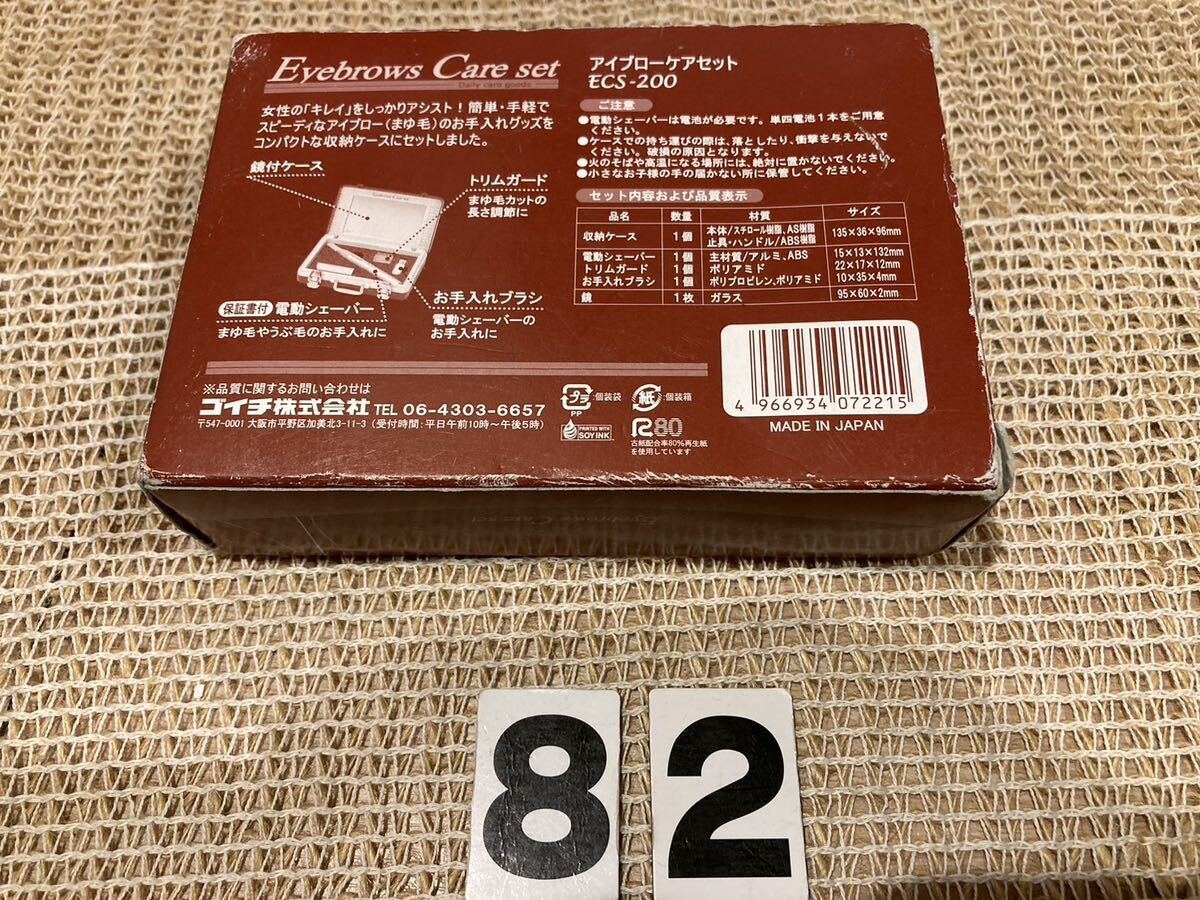 Eyebrows Care set
Daily care goods
女性の「キレイ」をしっかりアシスト!簡単・手軽で
スピーディなアイブロー(まゆ毛)のお手入れグッズを
コンパクトな収納ケースにセットしました。
鏡付ケース
トリムガード
まゆ毛カットの
長さ調節に
Eyebrows Care set
保証書付 電動シェーバー
まゆ毛やうぶ毛のお手入れに
お手入れブラシ
電動シェーバーの
お手入れに
※品質に関するお問い合わせは
ゴイチ株式会社 TEL 06-4303-6657
〒547-0001 大阪市平野区加美北3-11-3 (受付時間:平日午前10時〜午後5時)
アイブローケアセット
ECS-200
ご注意
●電動シェーバーは電池が必要です。単四電池1本をご用意
ください。
●ケースでの持ち運びの際は、落としたり、衝撃を与えないで
ください。破損の原因となります。
●火のそばや高温になる場所には、絶対に置かないでください。
●小さなお子様の手の届かない所に保管してください。
セット内容および品質表示
品名 数量 材質 サイズ
収納ケース 1個 本体/スチロール樹脂、AS樹脂 135×36×96mm
止具・ハンドル/ABS樹脂
電動シェーバー 1個 主材質/アルミ、ABS 15×13×132mm
トリムガード 1個 ポリアミド 22×17×12mm
お手入れブラシ 1個 ポリプロピレン、ポリアミド 10×35×4mm
鏡 1枚 ガラス 95×60×2mm
プラ :個装袋
PP
紙 :個装箱
PRINTED WITH
SOY INK
R80
古紙配合率80%再生紙
を使用しています
4 966934 072215
MADE IN JAPAN
Eyebrows Care set
82